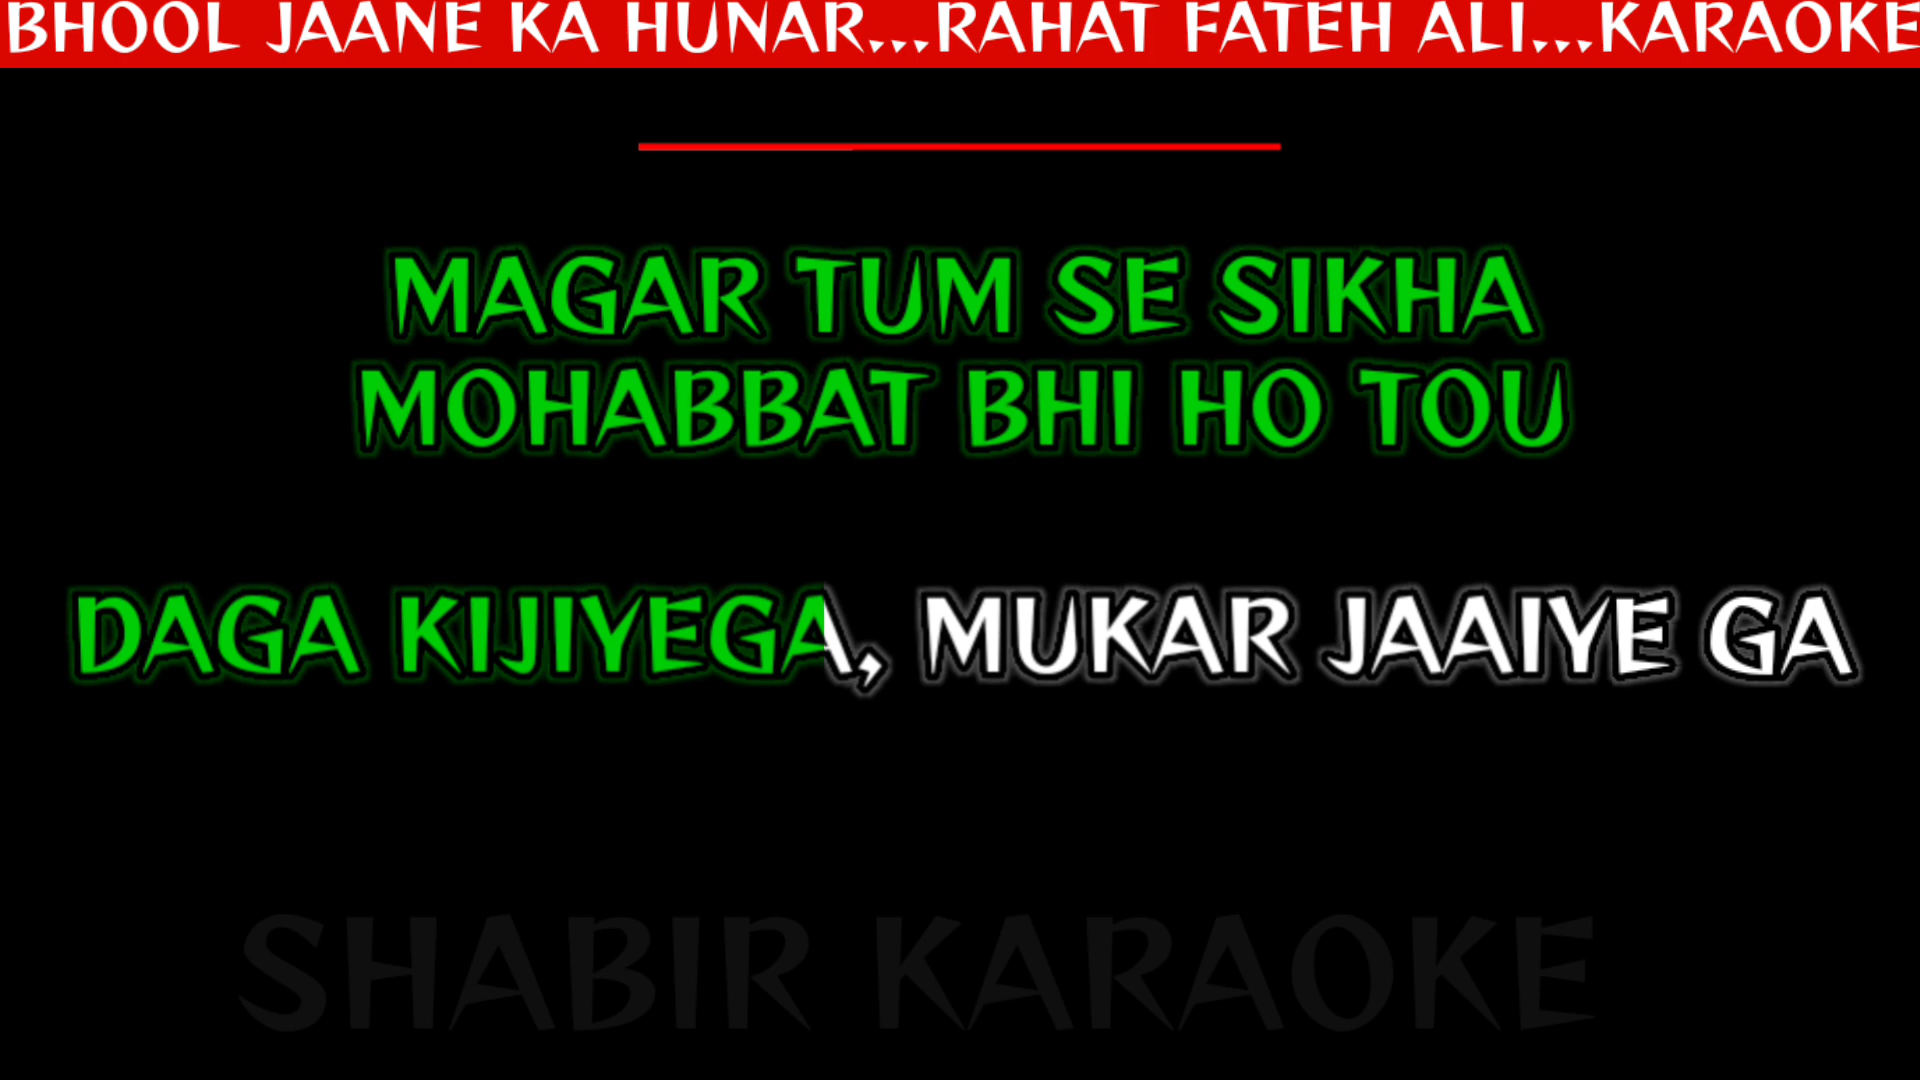 BHOOL JAANE KA HUNAR...RAHAT FATEH ALI...KARAOKE
MAGAR TUM SE SIKHA
MOHABBAT BHI HO TOU
DAGA KIJIYEGA, MUKAR JAAIYE GA
SHABIR KARAOKE